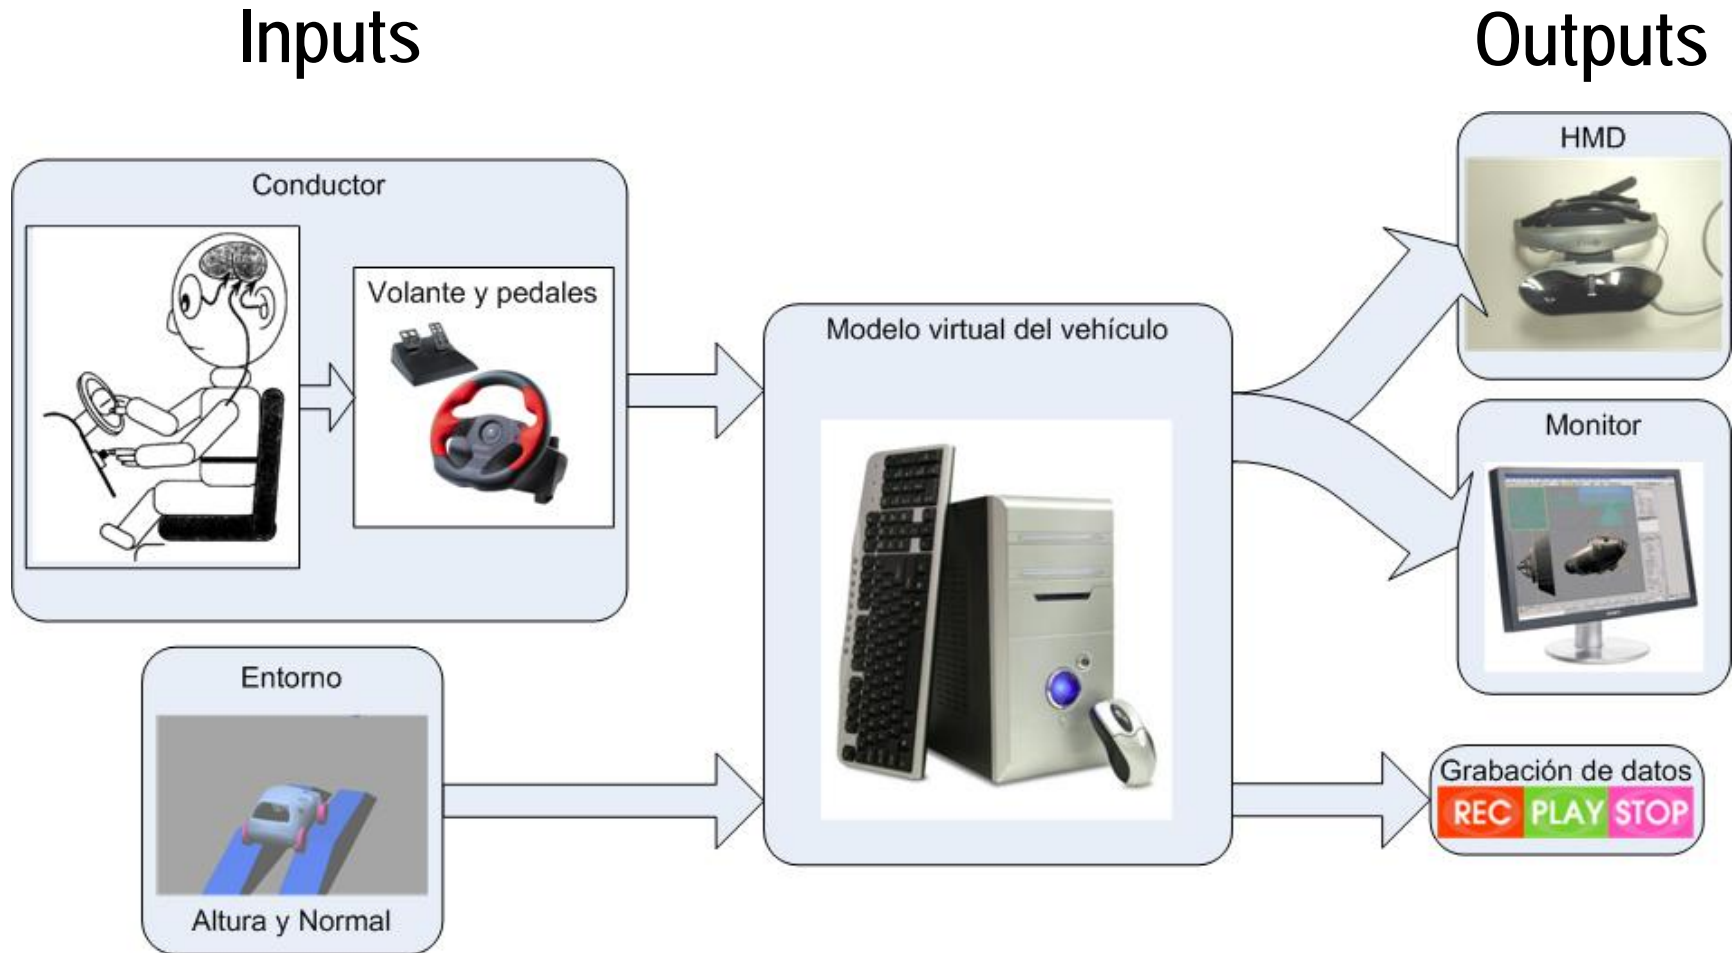 Inputs
Outputs
Conductor
Volante y pedales
Entorno
Altura y Normal
Modelo virtual del vehículo
HMD
Monitor
Grabación de datos
REC PLAY STOP